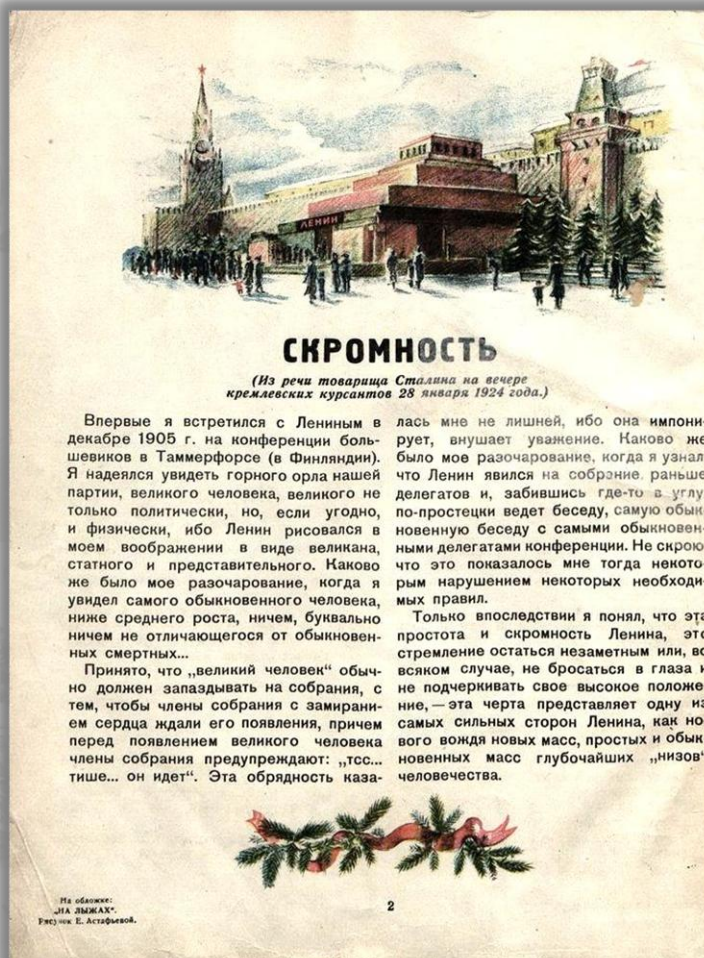 ЛЕНИН
СКРОМНОСТЬ
(Из речи товарища Сталина на вечере
кремлевских курсантов 28 января 1924 года.)
Впервые я встретился с Лениным в
декабре 1905 г. на конференции боль-
шевиков в Таммерфорсе (в Финляндии).
Я надеялся увидеть горного орла нашей
партии, великого человека, великого не
только политически, но, если угодно,
и физически, ибо Ленин рисовался в
моем воображении в виде великана,
статного и представительного. Каково
же было мое разочарование, когда я
увидел самого обыкновенного человека,
ниже среднего роста, ничем, буквально
ничем не отличающегося от обыкновен-
ных смертных...
Принято, что „великий человек“ обыч-
но должен запаздывать на собрания, с
тем, чтобы члены собрания с замирани-
ем сердца ждали его появления, причем
перед появлением великого человека
члены собрания предупреждают: „тсс...
тише... он идет“. Эта обрядность каза-
лась мне не лишней, ибо она импони-
рует, внушает уважение. Каково же
было мое разочарование, когда я узнал
что Ленин явился на собрание раньше
делегатов и, забившись где-то в углу
по-простецки ведет беседу, самую обык
новенную беседу с самыми обыкновен-
ными делегатами конференции. Не скрою
что это показалось мне тогда некото-
рым нарушением некоторых необходи-
мых правил.
Только впоследствии я понял, что эта
простота и скромность Ленина, это
стремление остаться незаметным или, во
всяком случае, не бросаться в глаза и
не подчеркивать свое высокое положе
ние, — эта черта представляет одну из
самых сильных сторон Ленина, как но-
вого вождя новых масс, простых и обык
новенных масс глубочайших „низов“
человечества.
На обложке:
„НА ЛЫЖАХ“.
Рисунок Е. Астафьевой.
2